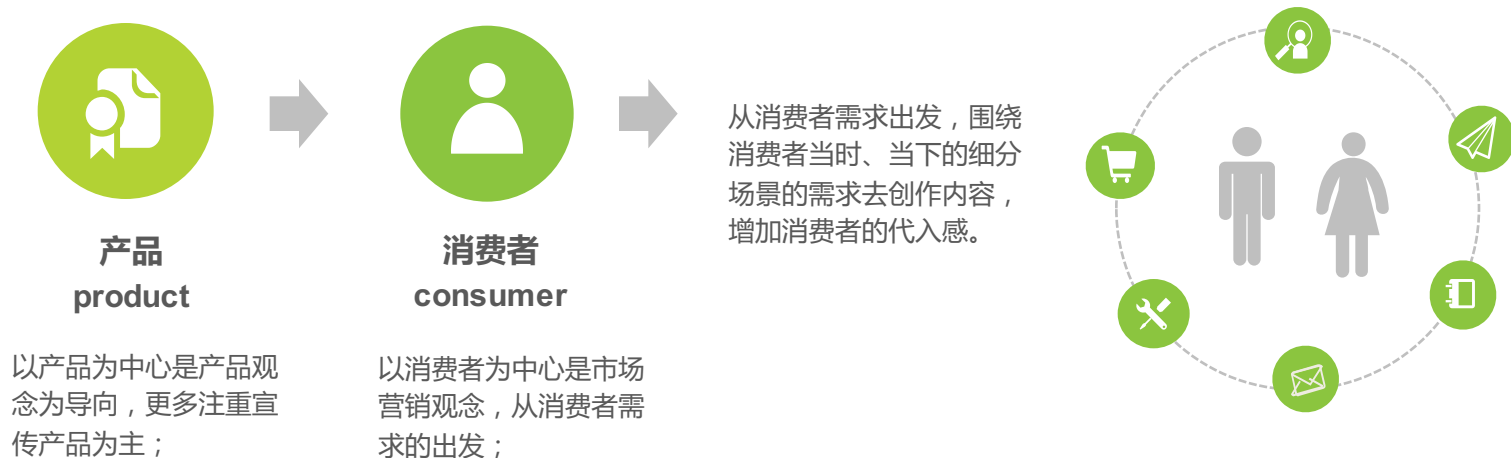 产品
product
以产品为中心是产品观
念为导向，更多注重宣
传产品为主；
消费者
consumer
以消费者为中心是市场
营销观念，从消费者需
求的出发；
从消费者需求出发，围绕
消费者当时、当下的细分
场景的需求去创作内容，
增加消费者的代入感。